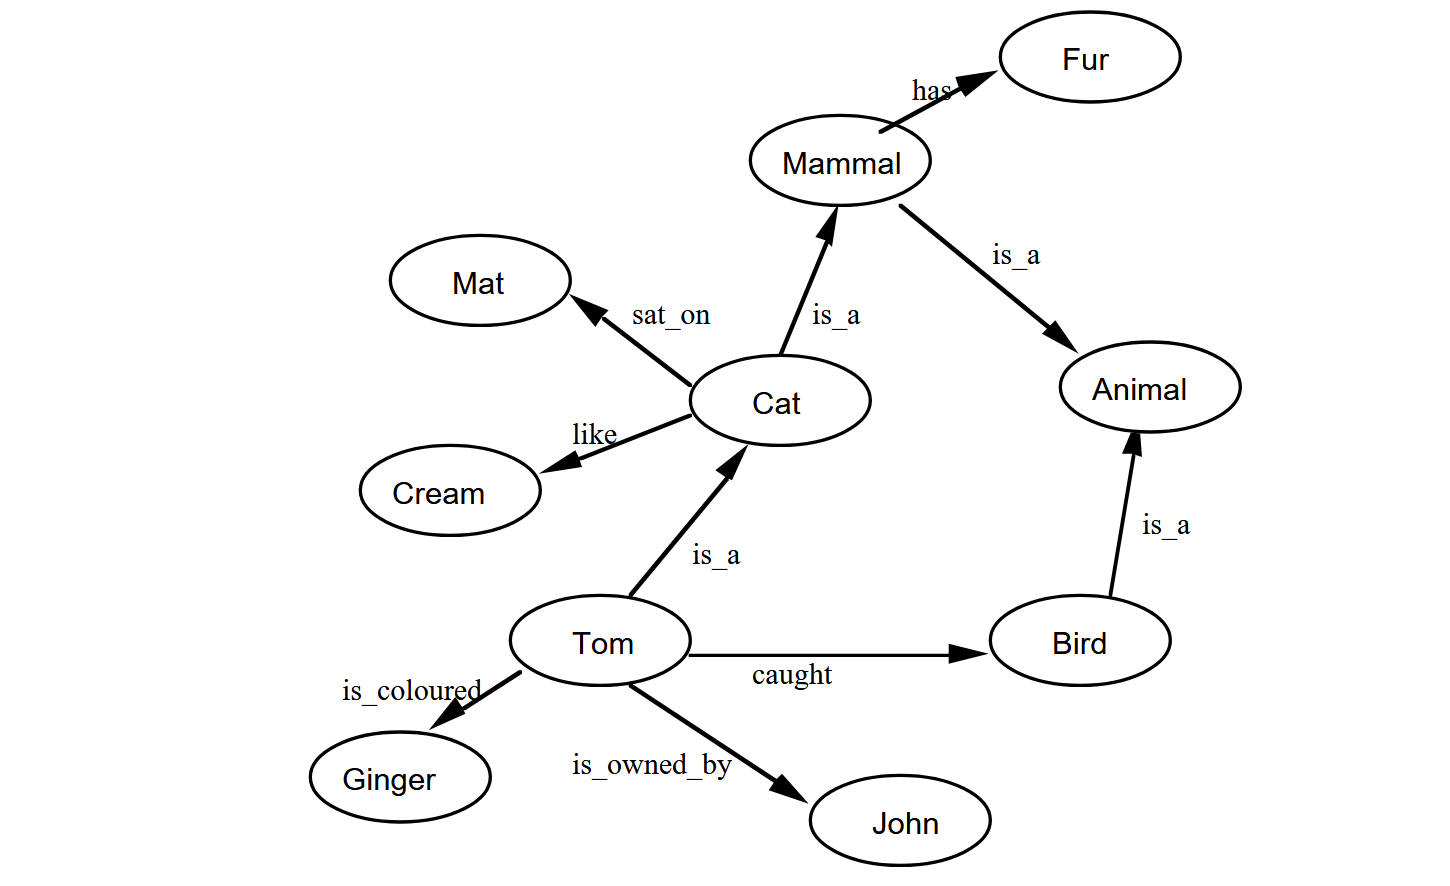 Fur
has
Mammal
is_a
Mat
sat_on
is_a
Animal
Cat
like
Cream
is_a
is_a
Tom
Bird
caught
is_coloured
is_owned_by
Ginger
John